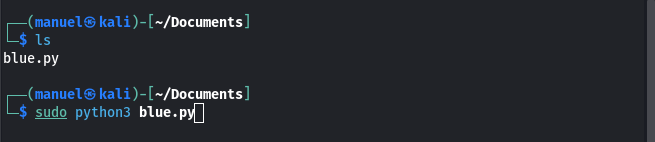 (manuel㉿kali)-[~/Documents]
$ ls
blue.py
(manuel㉿kali)-[~/Documents]
$ sudo python3 blue.py